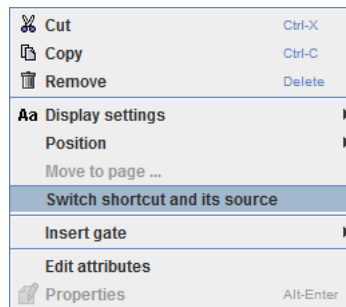 Cut Ctrl-X
Copy Ctrl-C
Remove Delete
Aa Display settings
Position
Move to page ...
Switch shortcut and its source
Insert gate
Edit attributes
Properties Alt-Enter